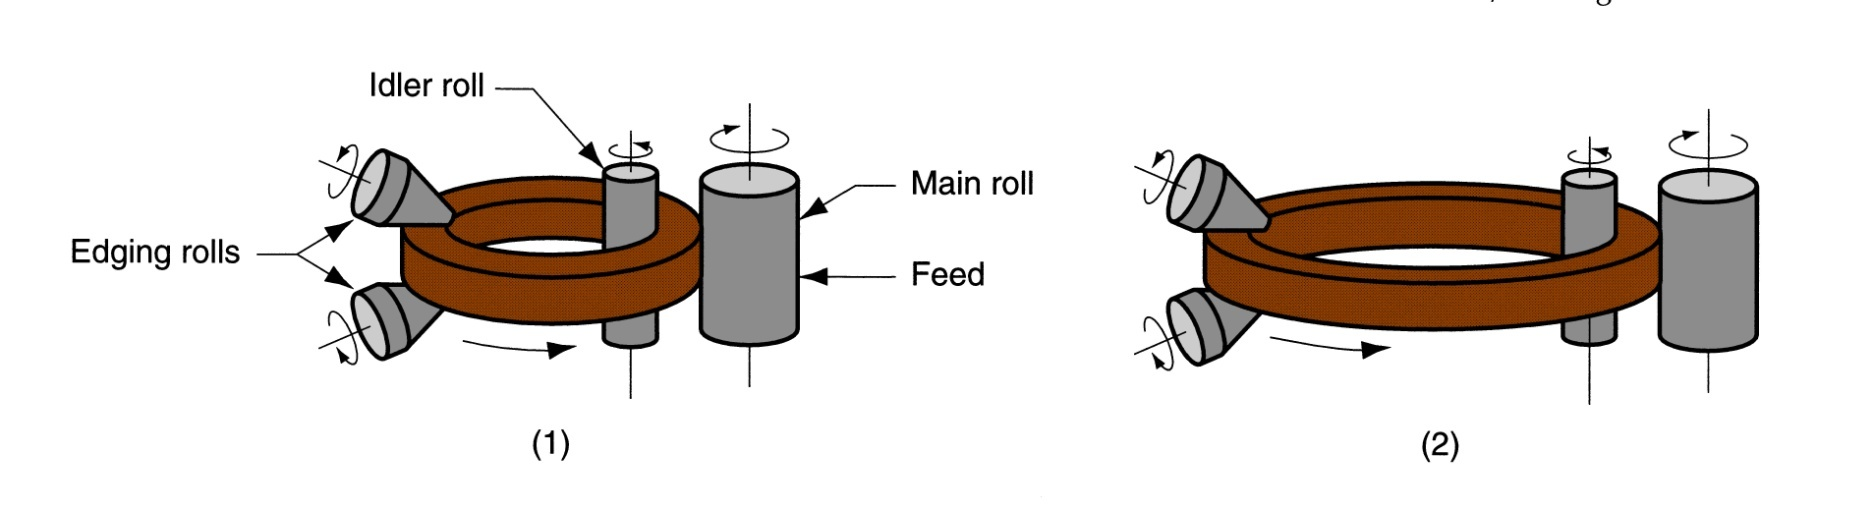 Idler roll
Main roll
Edging rolls
Feed
(1)
(2)